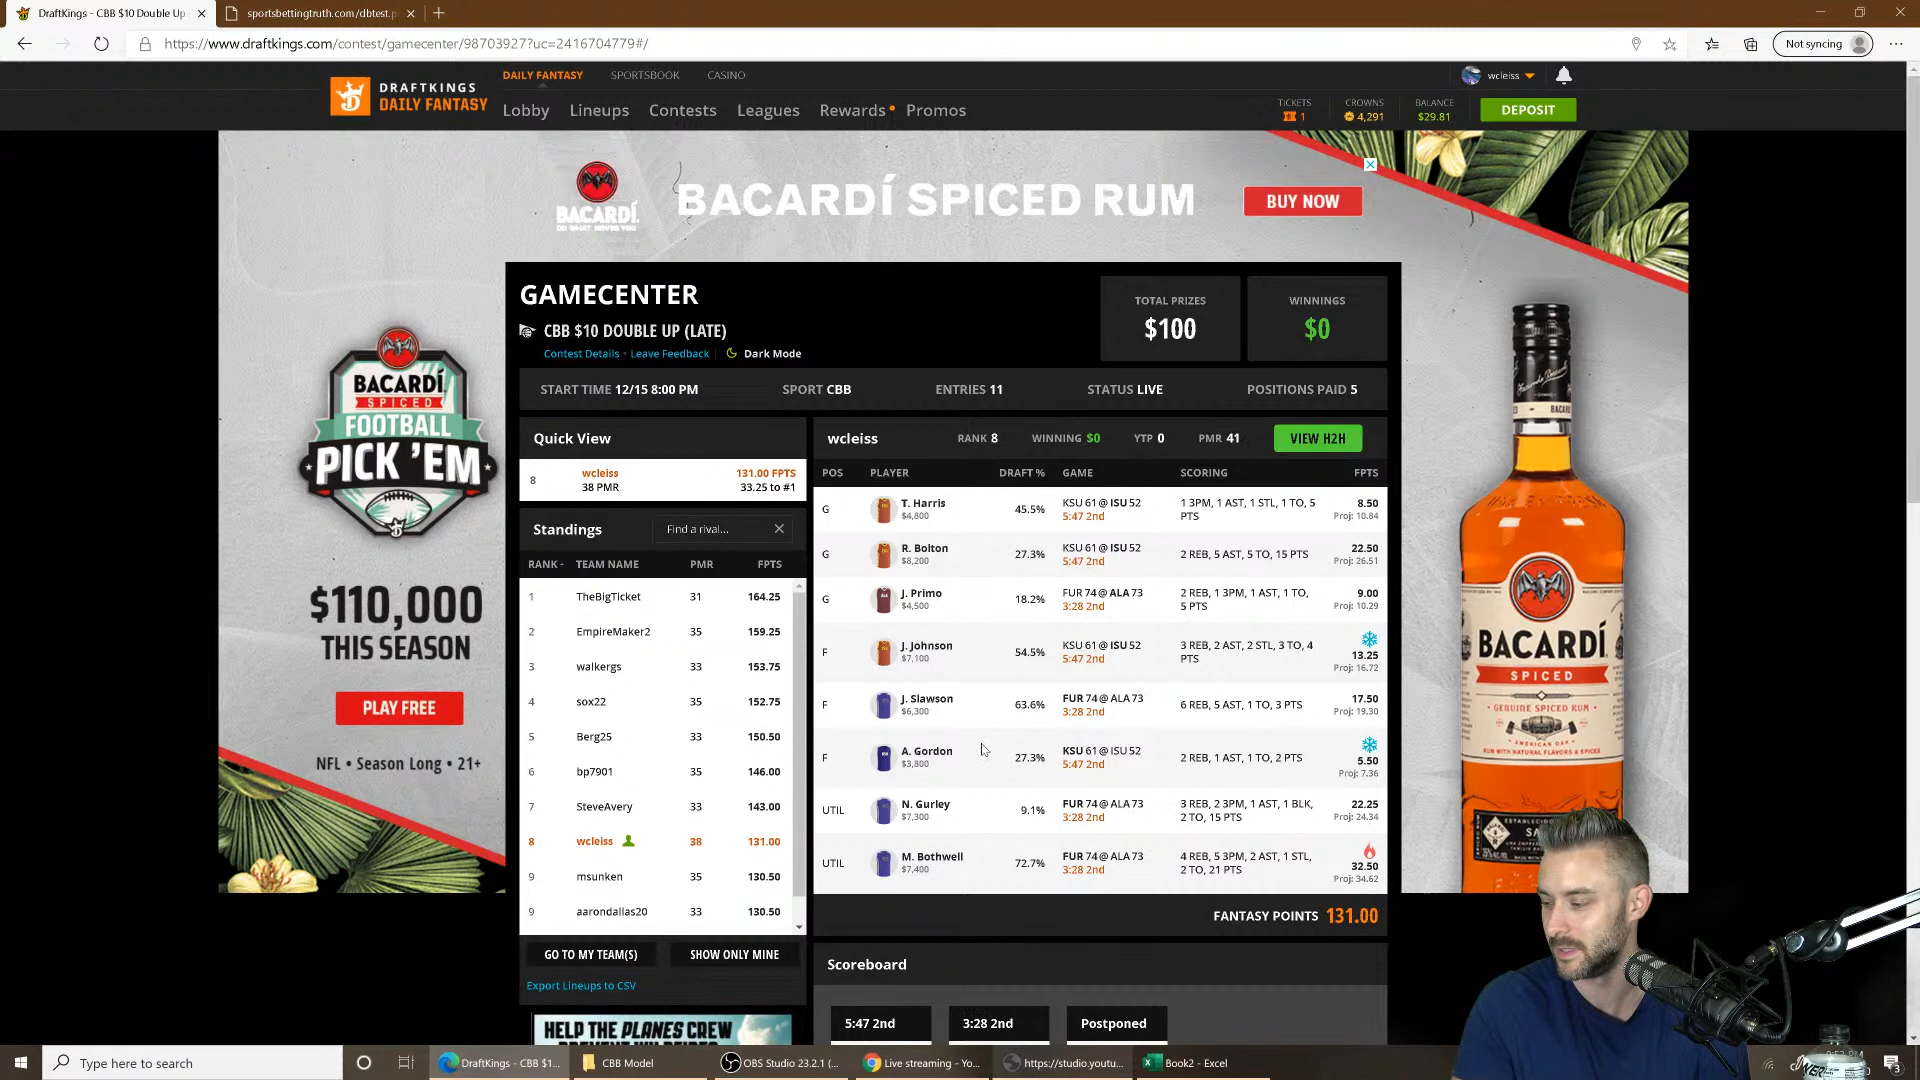 DraftKings - CBB $10 Double Up
sportsbettingtruth.com/dbtest.p
https://www.draftkings.com/contest/gamecenter/98703927?uc=2416704779#/
Not syncing
DRAFTKINGS
DAILY FANTASY
DAILY FANTASY SPORTSBOOK CASINO
Lobby Lineups Contests Leagues Rewards Promos
wcleiss
TICKETS CROWNS BALANCE
1 4,291 $29.81
DEPOSIT
BACARDÍ
DO WHAT MOVES YOU
BACARDÍ SPICED RUM
BUY NOW
GAMECENTER
CBB $10 DOUBLE UP (LATE)
Contest Details - Leave Feedback Dark Mode
TOTAL PRIZES
$100
WINNINGS
$0
START TIME 12/15 8:00 PM SPORT CBB ENTRIES 11 STATUS LIVE POSITIONS PAID 5
Quick View
8 wcleiss 131.00 FPTS
38 PMR 33.25 to #1
Standings Find a rival...
RANK TEAM NAME PMR FPTS
1 TheBigTicket 31 164.25
2 EmpireMaker2 35 159.25
3 walkergs 33 153.75
4 sox22 35 152.75
5 Berg25 33 150.50
6 bp7901 35 146.00
7 SteveAvery 33 143.00
8 wcleiss 38 131.00
9 msunken 35 130.50
9 aarondallas20 33 130.50
GO TO MY TEAM(S) SHOW ONLY MINE
Export Lineups to CSV
HELP THE PLANES CREW
wcleiss RANK 8 WINNING $0 YTP 0 PMR 41 VIEW H2H
POS PLAYER DRAFT % GAME SCORING FPTS
G T. Harris $4,800 45.5% KSU 61 @ ISU 52 5:47 2nd 1 3PM, 1 AST, 1 STL, 1 TO, 5 PTS 8.50 Proj: 10.84
G R. Bolton $8,200 27.3% KSU 61 @ ISU 52 5:47 2nd 2 REB, 5 AST, 5 TO, 15 PTS 22.50 Proj: 26.51
G J. Primo $4,500 18.2% FUR 74 @ ALA 73 3:28 2nd 2 REB, 1 3PM, 1 AST, 1 TO, 5 PTS 9.00 Proj: 10.29
F J. Johnson $7,100 54.5% KSU 61 @ ISU 52 5:47 2nd 3 REB, 2 AST, 2 STL, 3 TO, 4 PTS 13.25 Proj: 16.72
F J. Slawson $6,300 63.6% FUR 74 @ ALA 73 3:28 2nd 6 REB, 5 AST, 1 TO, 3 PTS 17.50 Proj: 19.30
F A. Gordon $3,800 27.3% KSU 61 @ ISU 52 5:47 2nd 2 REB, 1 AST, 1 TO, 2 PTS 5.50 Proj: 7.36
UTIL N. Gurley $7,300 9.1% FUR 74 @ ALA 73 3:28 2nd 3 REB, 2 3PM, 1 AST, 1 BLK, 2 TO, 15 PTS 22.25 Proj: 24.34
UTIL M. Bothwell $7,400 72.7% FUR 74 @ ALA 73 3:28 2nd 4 REB, 5 3PM, 2 AST, 1 STL, 2 TO, 21 PTS 32.50 Proj: 34.62
FANTASY POINTS 131.00
Scoreboard
5:47 2nd 3:28 2nd Postponed
BACARDÍ
SPICED
FOOTBALL
PICK 'EM
$110,000
THIS SEASON
PLAY FREE
NFL • Season Long • 21+
BACARDÍ
SPICED
GENUINE SPICED RUM
AMERICAN OAK
RUM WITH NATURAL FLAVORS & SPICES
Type here to search
DraftKings - CBB $1...
CBB Model
OBS Studio 23.2.1 (...
Live streaming - Yo...
https://studio.youtu...
Book2 - Excel
3